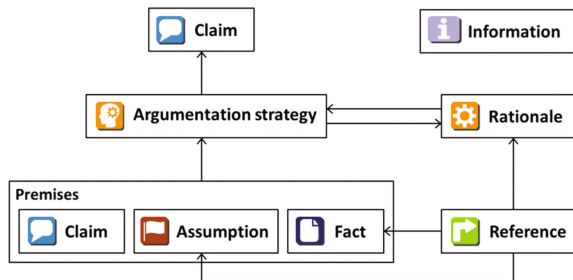 Claim
Information
Argumentation strategy
Rationale
Premises
Claim
Assumption
Fact
Reference